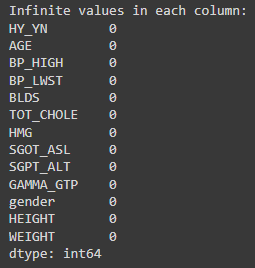 Infinite values in each column:
HY_YN 0
AGE 0
BP_HIGH 0
BP_LWST 0
BLDS 0
TOT_CHOLE 0
HMG 0
SGOT_ASL 0
SGPT_ALT 0
GAMMA_GTP 0
gender 0
HEIGHT 0
WEIGHT 0
dtype: int64